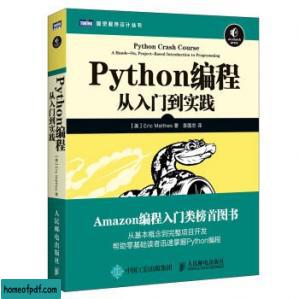 图灵程序设计丛书
Python Crash Course
A Hands-On, Project-Based Introduction to Programming
Python编程
从入门到实践
[美] Eric Matthes 著 袁国忠 译
Amazon编程入门类榜首图书
从基本概念到完整项目开发
帮助零基础读者迅速掌握Python编程
中国工信出版集团
人民邮电出版社
Python编程
从入门到实践
人民邮电出版社
homeofpdf.com